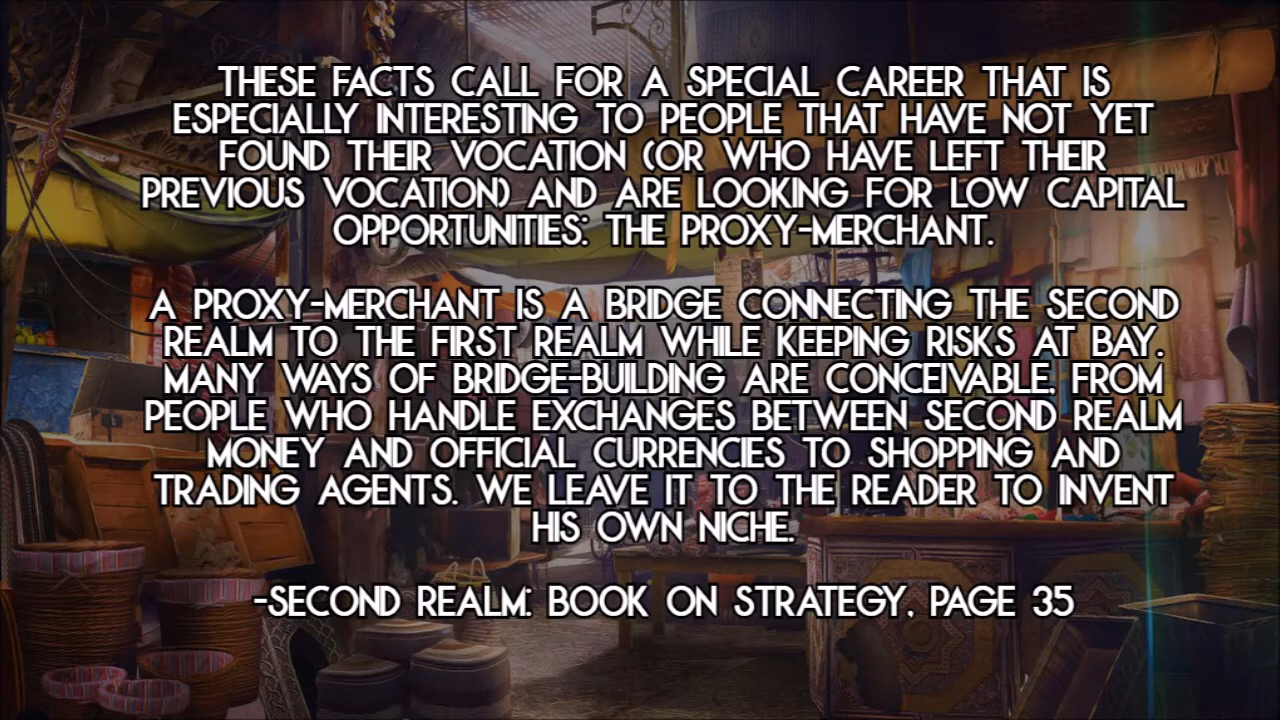 THESE FACTS CALL FOR A SPECIAL CAREER THAT IS
ESPECIALLY INTERESTING TO PEOPLE THAT HAVE NOT YET
FOUND THEIR VOCATION (OR WHO HAVE LEFT THEIR
PREVIOUS VOCATION) AND ARE LOOKING FOR LOW CAPITAL
OPPORTUNITIES: THE PROXY-MERCHANT.
A PROXY-MERCHANT IS A BRIDGE CONNECTING THE SECOND
REALM TO THE FIRST REALM WHILE KEEPING RISKS AT BAY.
MANY WAYS OF BRIDGE-BUILDING ARE CONCEIVABLE, FROM
PEOPLE WHO HANDLE EXCHANGES BETWEEN SECOND REALM
MONEY AND OFFICIAL CURRENCIES TO SHOPPING AND
TRADING AGENTS. WE LEAVE IT TO THE READER TO INVENT
HIS OWN NICHE.
-SECOND REALM: BOOK ON STRATEGY, PAGE 35